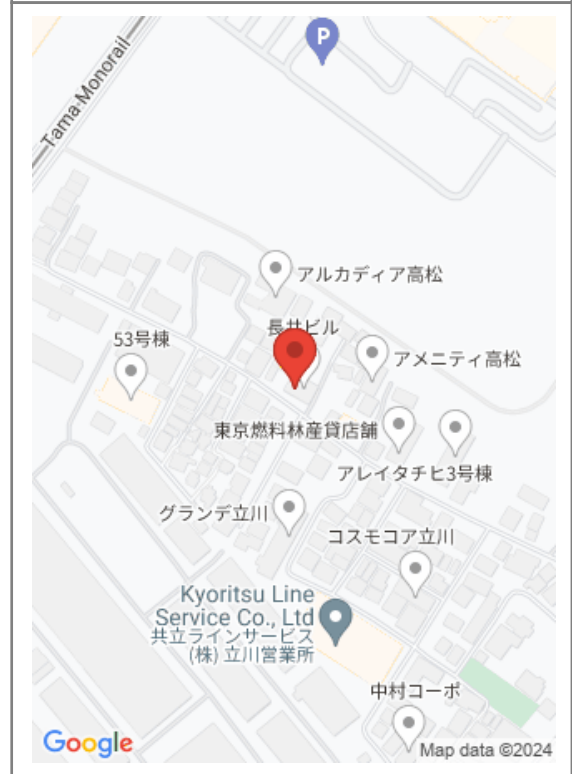 P
Tama-Monorail
アルカディア高松
長井ビル
53号棟
アメニティ高松
東京燃料林産貸店舗
アレイタチヒ3号棟
グランデ立川
コスモコア立川
Kyoritsu Line
Service Co., Ltd
共立ラインサービス
(株) 立川営業所
中村コーポ
Google
Map data ©2024